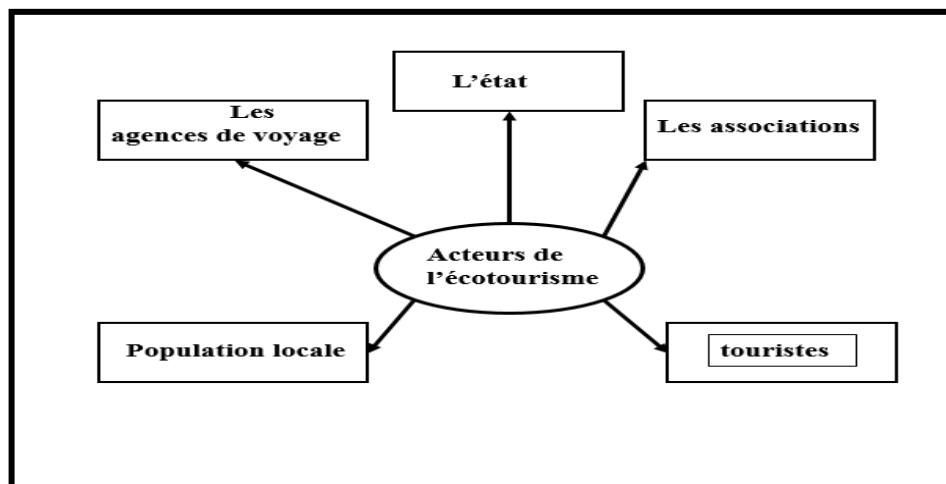 L'état
Les
agences de voyage
Les associations
Acteurs de
l'écotourisme
Population locale
touristes